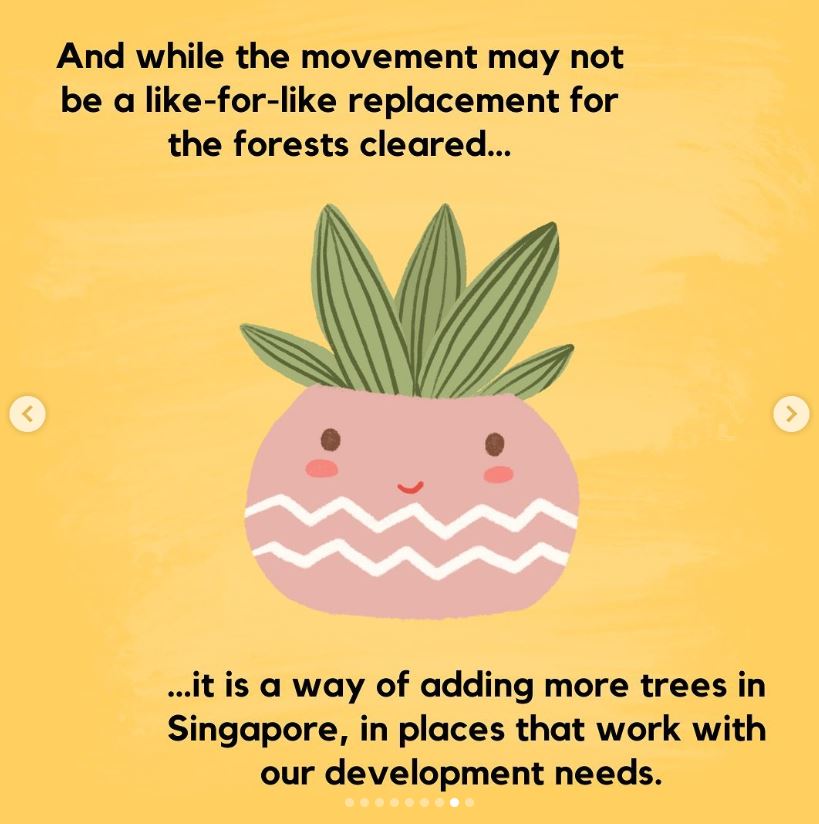 And while the movement may not
be a like-for-like replacement for
the forests cleared...
...it is a way of adding more trees in
Singapore, in places that work with
our development needs.